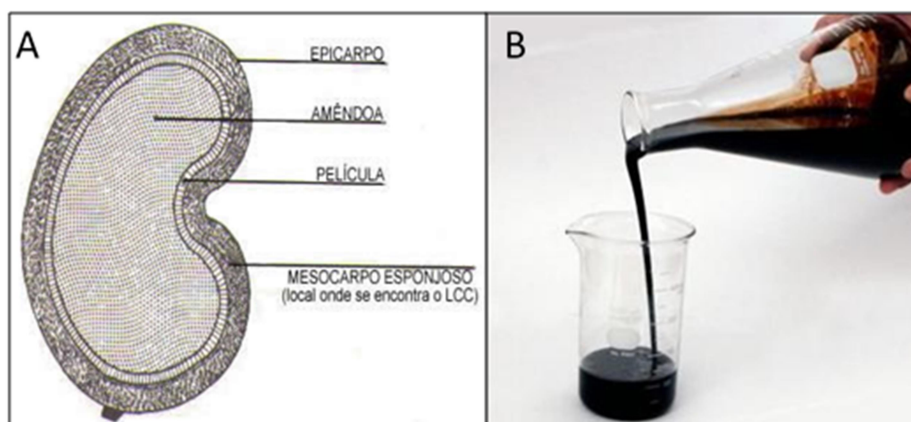 A
EPICARPO
AMÊNDOA
PELÍCULA
MESOCARPO ESPONJOSO
(local onde se encontra o LCC)
B